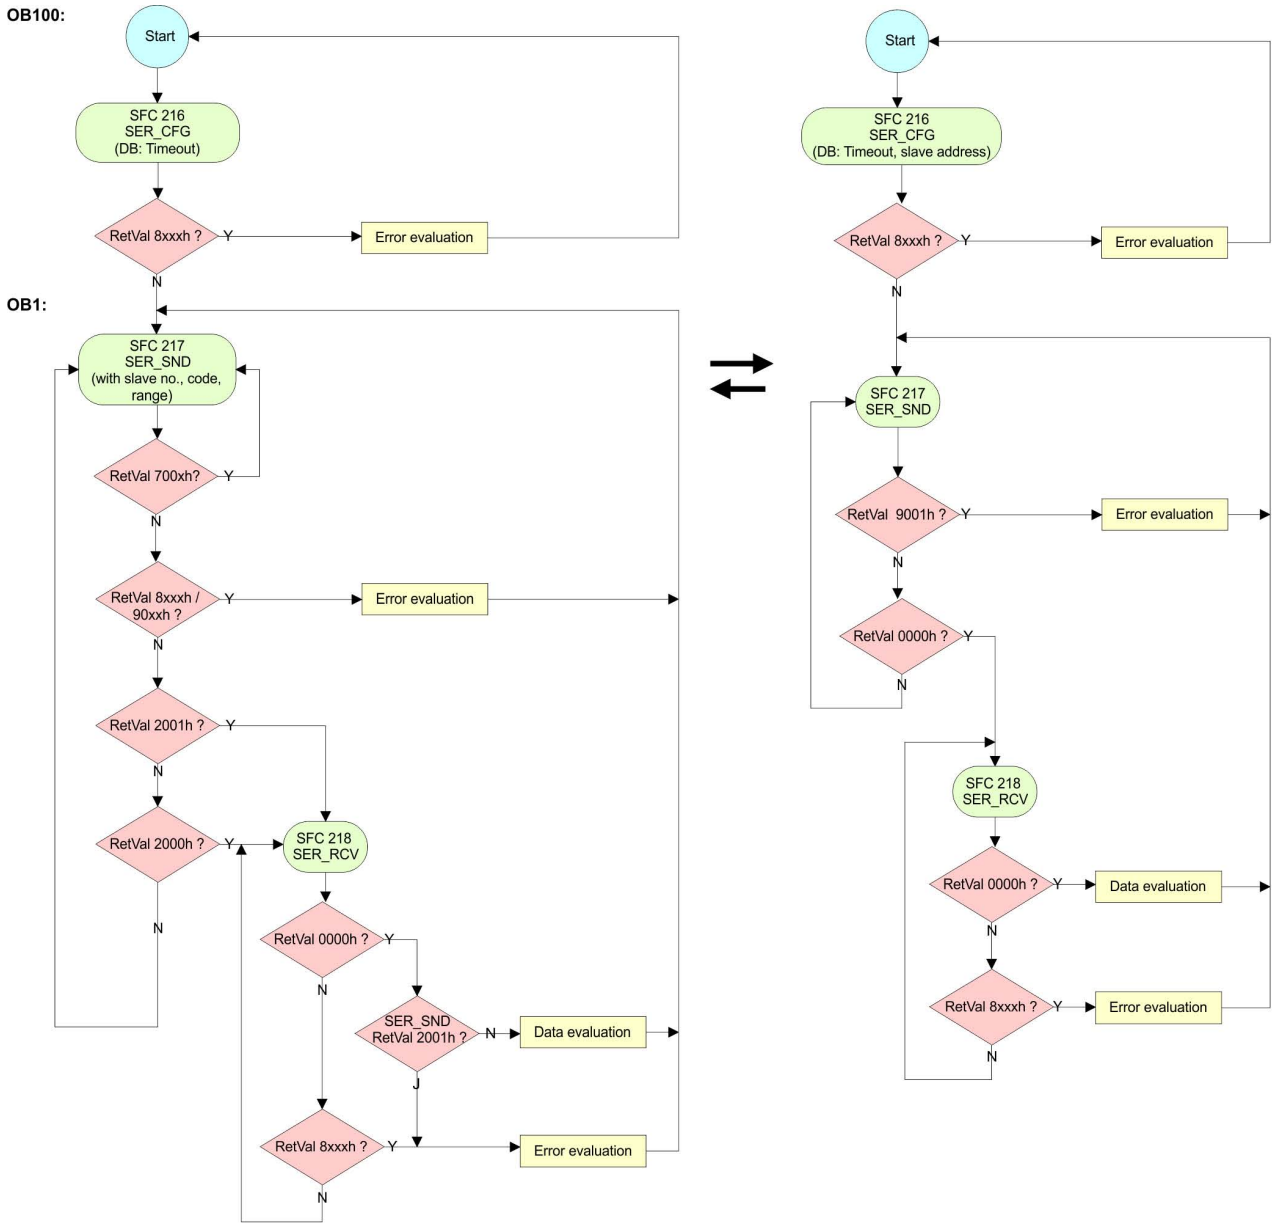 OB100:
Start
SFC 216
SER_CFG
(DB: Timeout)
RetVal 8xxxh ?
Y
Error evaluation
N
OB1:
SFC 217
SER_SND
(with slave no., code,
range)
RetVal 700xh?
Y
N
RetVal 8xxxh /
90xxh ?
Y
Error evaluation
N
RetVal 2001h ?
Y
N
RetVal 2000h ?
Y
N
SFC 218
SER_RCV
RetVal 0000h ?
Y
N
SER_SND
RetVal 2001h ?
N
Data evaluation
J
RetVal 8xxxh ?
Y
Error evaluation
N
Start
SFC 216
SER_CFG
(DB: Timeout, slave address)
RetVal 8xxxh ?
Y
Error evaluation
N
SFC 217
SER_SND
RetVal 9001h ?
Y
Error evaluation
N
RetVal 0000h ?
Y
N
SFC 218
SER_RCV
RetVal 0000h ?
Y
Data evaluation
N
RetVal 8xxxh ?
Y
Error evaluation
N